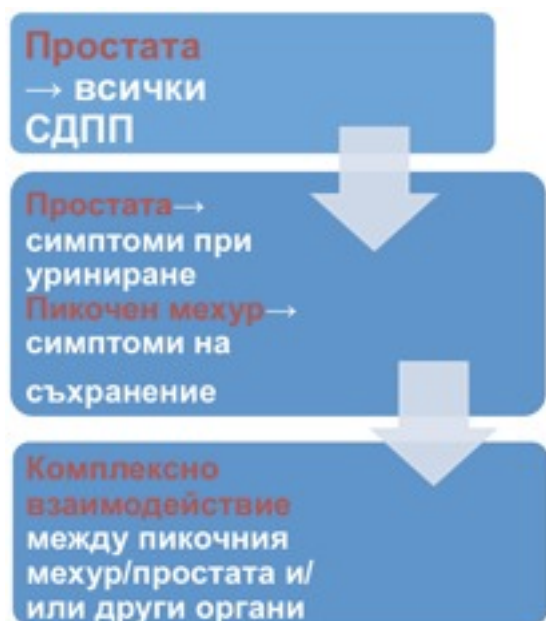 Простата
→ всички
СДПП
Простата→
симптоми при
уриниране
Пикочен мехур→
симптоми на
съхранение
Комплексно
взаимодействие
между пикочния
мехур/простата и/
или други органи